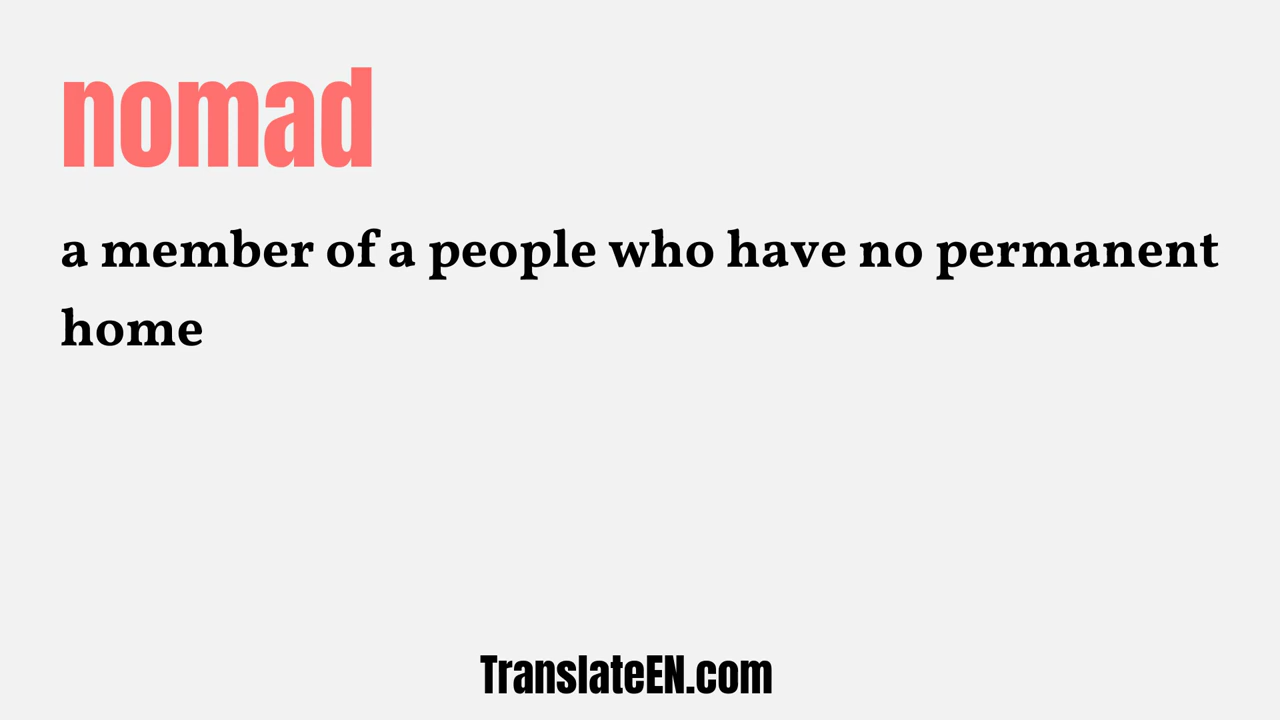 nomad
a member of a people who have no permanent
home
TranslateEN.com